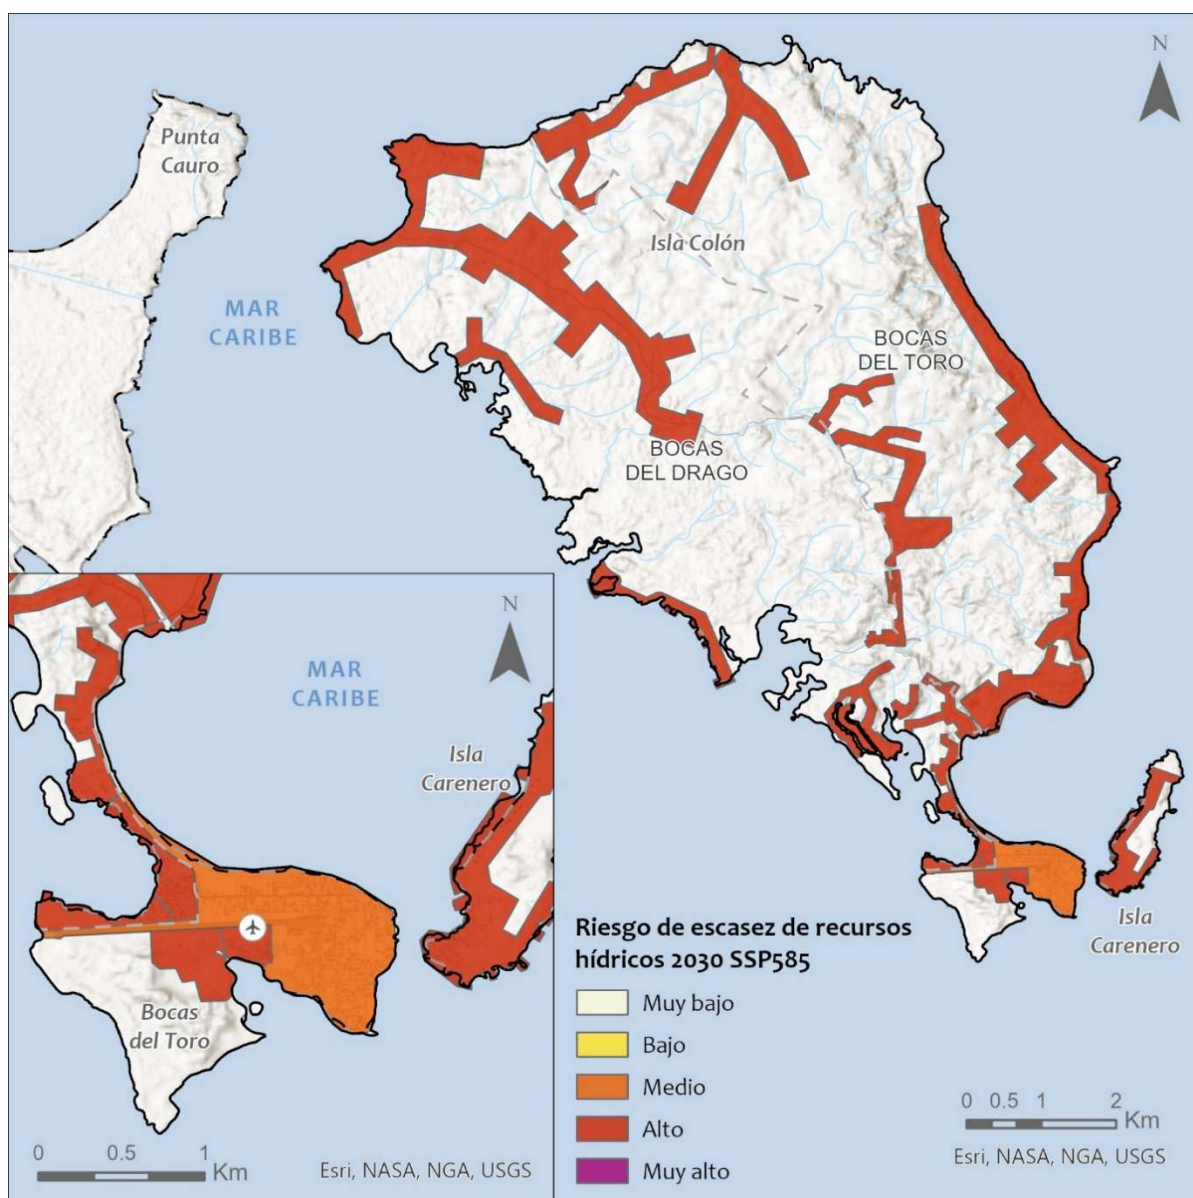 N
Punta
Cauro
Isla Colón
MAR
CARIBE
BOCAS
DEL TORO
BOCAS
DEL DRAGO
N
MAR
CARIBE
Isla
Carenero
Isla
Carenero
Bocas
del Toro
Riesgo de escasez de recursos
hídricos 2030 SSP585
Muy bajo
Bajo
Medio
Alto
Muy alto
0 0.5 1 2
Km
Esri, NASA, NGA, USGS
0 0.5 1
Km
Esri, NASA, NGA, USGS